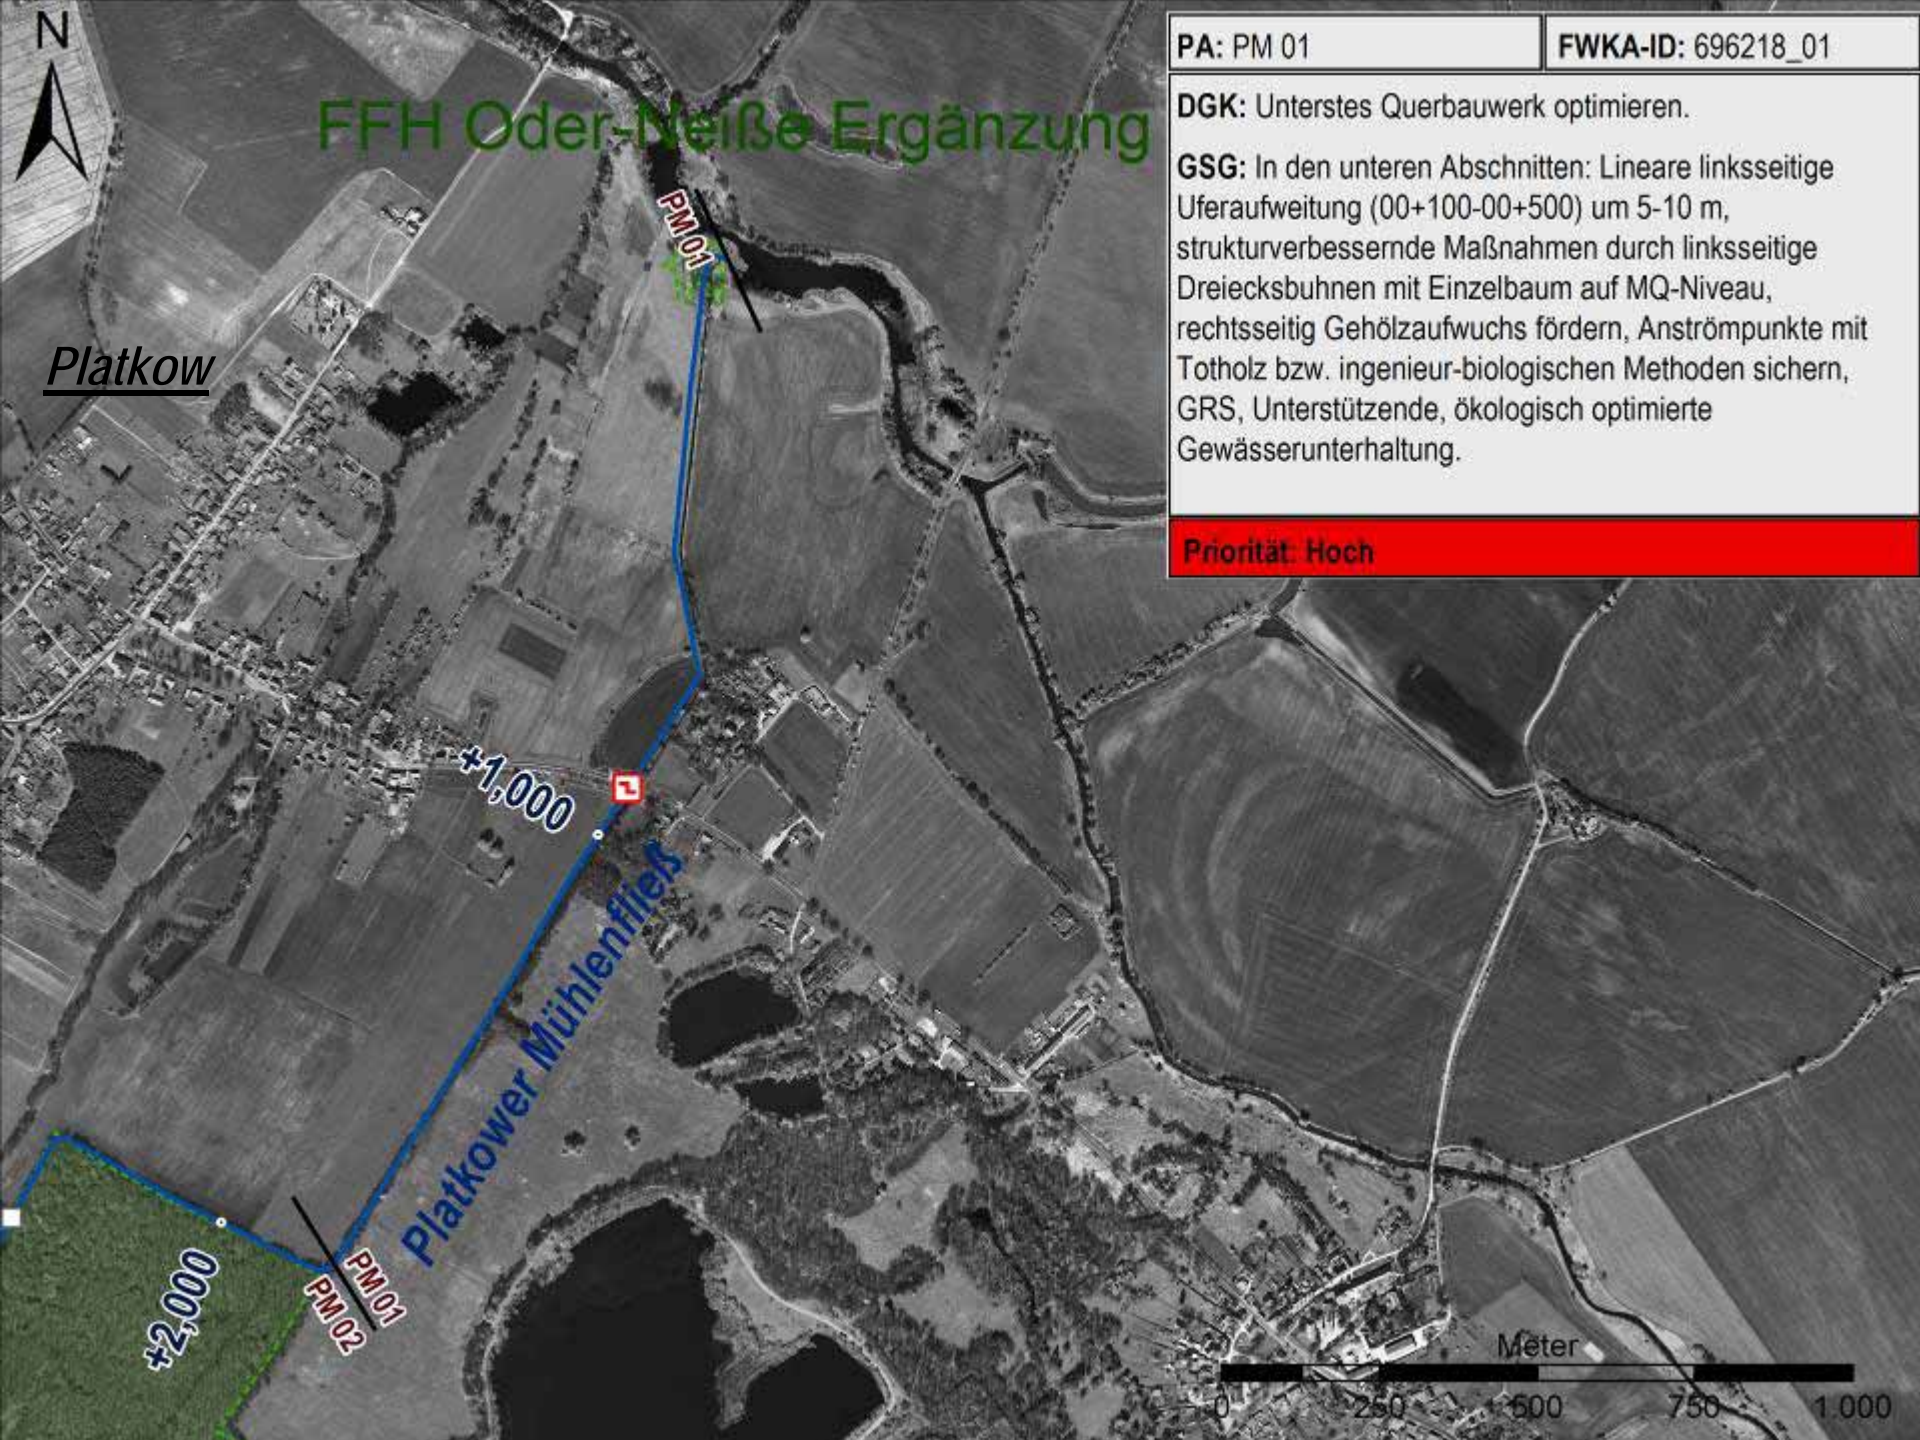 N
FFH Oder-Neiße Ergänzung
PM 01
Platkow
+1,000
Platkower Mühlenfließ
+2,000
PM 01
PM 02
PA: PM 01
FWKA-ID: 696218_01
DGK: Unterstes Querbauwerk optimieren.
GSG: In den unteren Abschnitten: Lineare linksseitige
Uferaufweitung (00+100-00+500) um 5-10 m,
strukturverbessernde Maßnahmen durch linksseitige
Dreiecksbuhnen mit Einzelbaum auf MQ-Niveau,
rechtsseitig Gehölzaufwuchs fördern, Anströmpunkte mit
Totholz bzw. ingenieur-biologischen Methoden sichern,
GRS, Unterstützende, ökologisch optimierte
Gewässerunterhaltung.
Priorität: Hoch
Meter
0 250 500 750 1.000